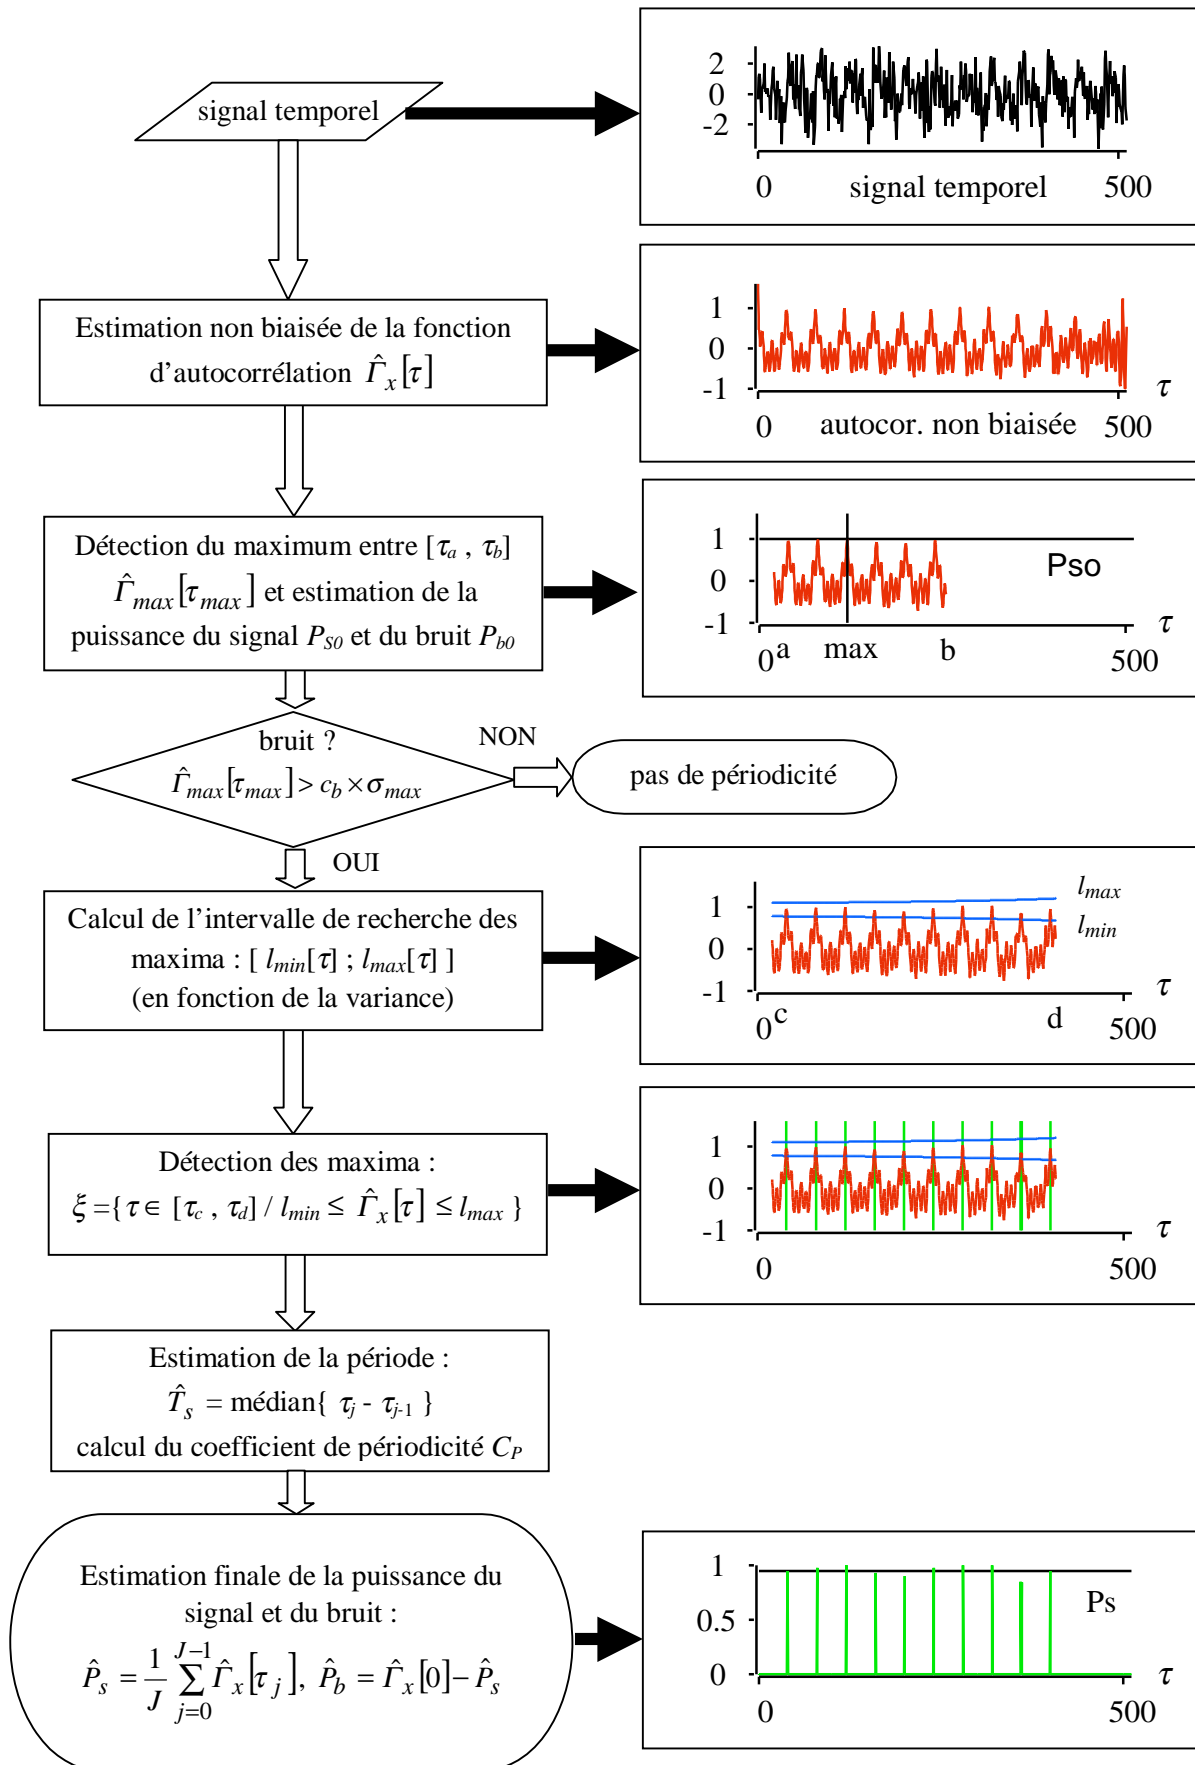 signal temporel
2
0
-2
0
500
signal temporel
Estimation non biaisée de la fonction
d'autocorrélation Γ̂x[τ]
1
0
-1
τ
0
500
autocor. non biaisée
Détection du maximum entre [τa , τb]
Γ̂max[τmax] et estimation de la
puissance du signal PS0 et du bruit Pb0
1
0
-1
Pso
τ
0
a
max
b
500
bruit ?
Γ̂max[τmax] > cb × σmax
NON
pas de périodicité
OUI
Calcul de l'intervalle de recherche des
maxima : [ lmin[τ] ; lmax[τ] ]
(en fonction de la variance)
1
0
-1
lmax
lmin
τ
0
c
d
500
Détection des maxima :
ξ ={τ ∈ [τc , τd] / lmin ≤ Γ̂x[τ] ≤ lmax }
1
0
-1
τ
0
500
Estimation de la période :
T̂s = médian{ τj - τj-1 }
calcul du coefficient de périodicité CP
Estimation finale de la puissance du
signal et du bruit :
P̂s = 1/J ∑j=0J−1 Γ̂x[τj], P̂b = Γ̂x[0] − P̂s
1
0.5
0
Ps
τ
0
500